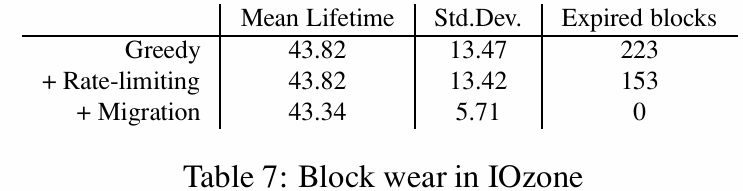 Mean Lifetime Std.Dev. Expired blocks
Greedy 43.82 13.47 223
+ Rate-limiting 43.82 13.42 153
+ Migration 43.34 5.71 0
Table 7: Block wear in IOzone